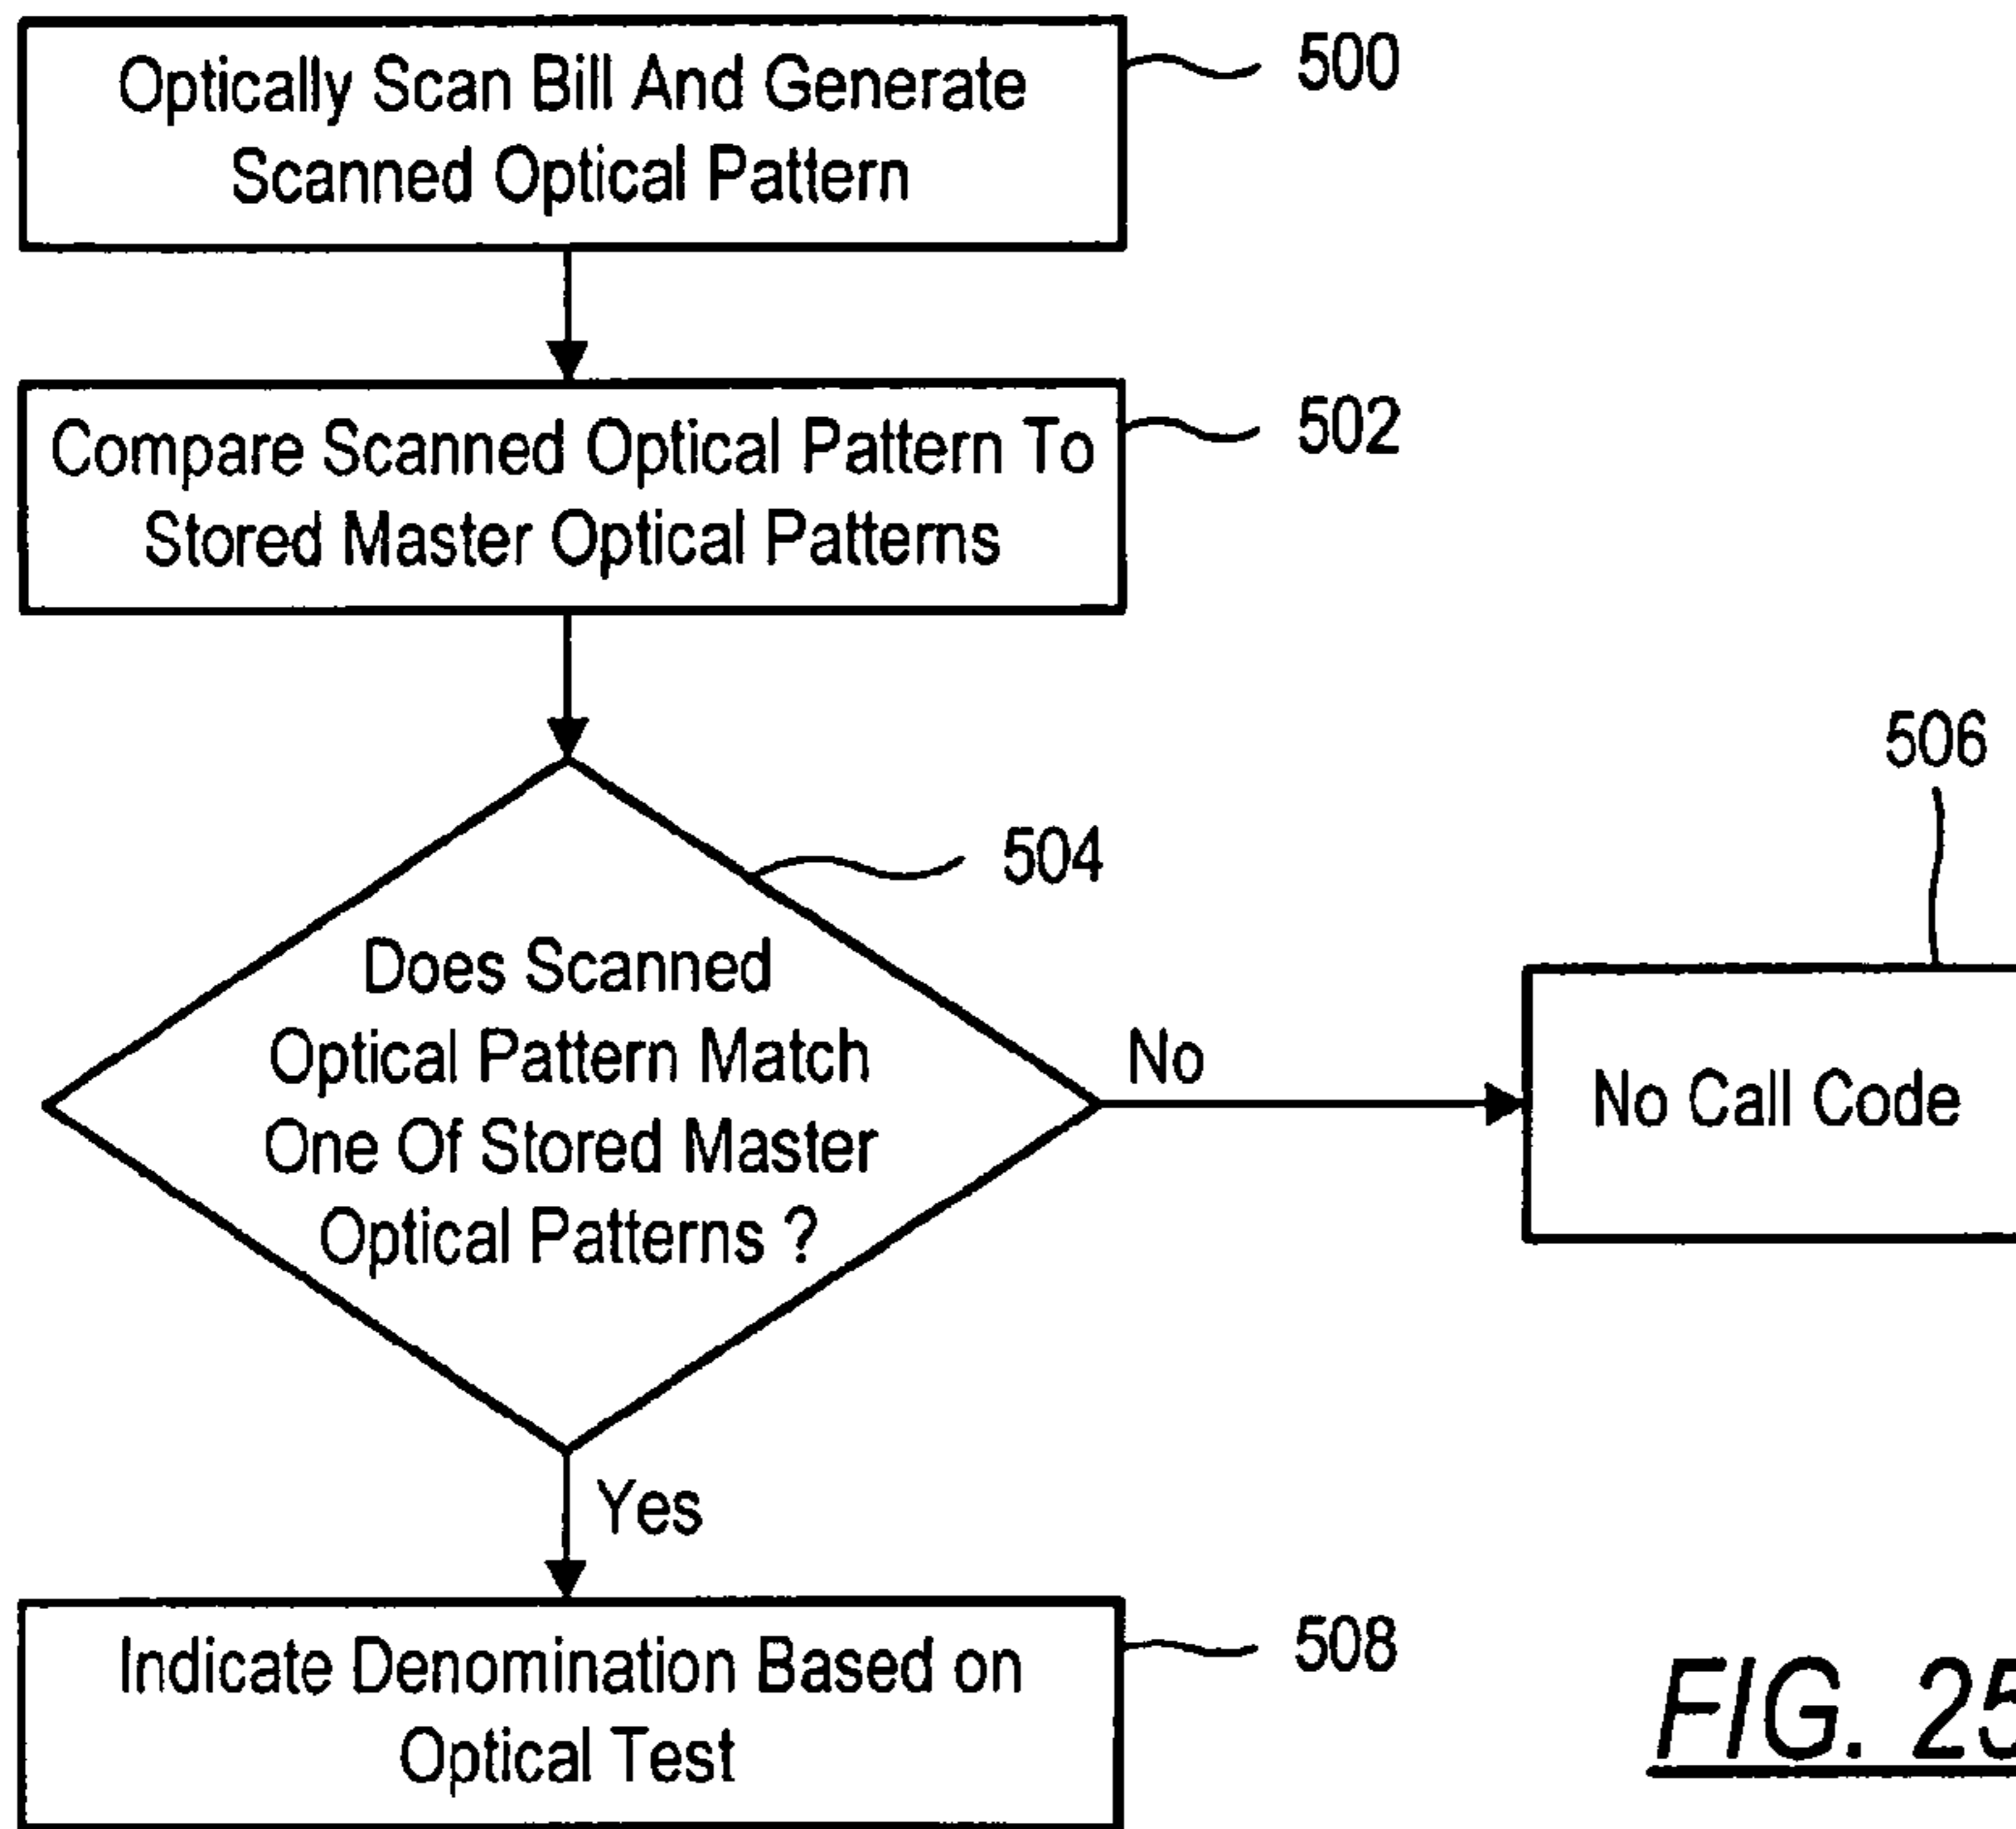 Optically Scan Bill And Generate
Scanned Optical Pattern
500
Compare Scanned Optical Pattern To
Stored Master Optical Patterns
502
504
506
Does Scanned
Optical Pattern Match
One Of Stored Master
Optical Patterns ?
No
No Call Code
Yes
Indicate Denomination Based on
Optical Test
508
FIG. 25